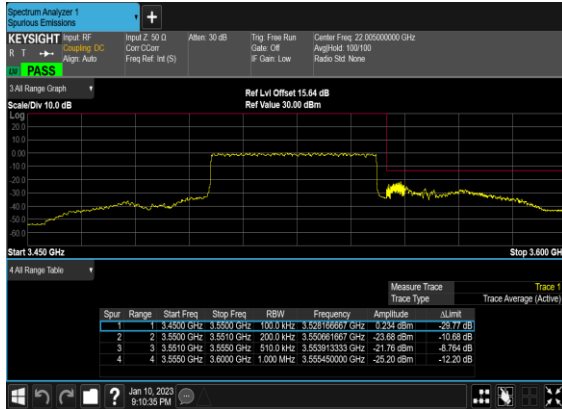 Spectrum Analyzer 1
Spurious Emissions
+
KEYSIGHT Input: RF Input Z: 50 Ω Atten: 30 dB Trig: Free Run Center Freq: 22.005000000 GHz
R T Coupling: DC Corr CCorr Gate: Off Avg|Hold: 100/100
Align: Auto Freq Ref: Int (S) IF Gain: Low Radio Std: None
PASS
3 All Range Graph
Ref Lvl Offset 15.64 dB
Scale/Div 10.0 dB Ref Value 30.00 dBm
Log
20.0
10.0
0.00
-10.0
-20.0
-30.0
-40.0
-50.0
-60.0
Start 3.450 GHz Stop 3.600 GH
4 All Range Table
Measure Trace Trace 1
Trace Type Trace Average (Active)
Spur Range Start Freq Stop Freq RBW Frequency Amplitude ΔLimit
1 1 3.4500 GHz 3.5500 GHz 100.0 kHz 3.528166667 GHz 0.234 dBm -29.77 dB
2 2 3.5500 GHz 3.5510 GHz 200.0 kHz 3.550661667 GHz -23.68 dBm -10.68 dB
3 3 3.5510 GHz 3.5550 GHz 510.0 kHz 3.553913333 GHz -21.76 dBm -8.764 dB
4 4 3.5550 GHz 3.6000 GHz 1.000 MHz 3.555450000 GHz -25.20 dBm -12.20 dB
? Jan 10, 2023
9:10:35 PM